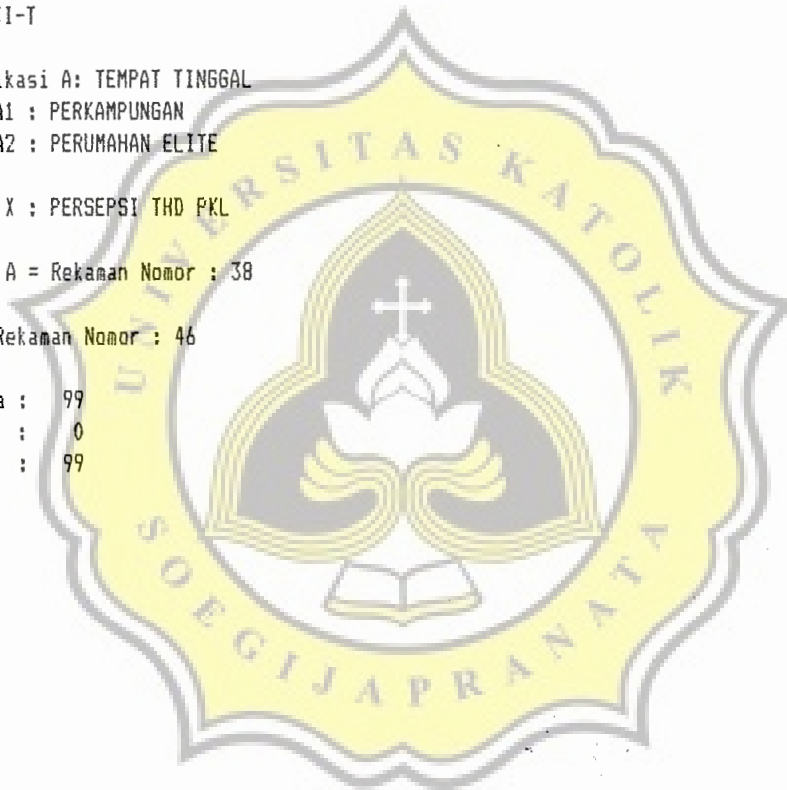 I-T
kasi A: TEMPAT TINGGAL
A1 : PERKAMPUNGAN
A2 : PERUMAHAN ELITE
X : PERSEPSI THD PKL
A = Rekaman Nomor : 38
Rekaman Nomor : 46
a : 99
: 0
: 99
UNIVERSITAS KATOLIK
SOEGIJAPRANATA